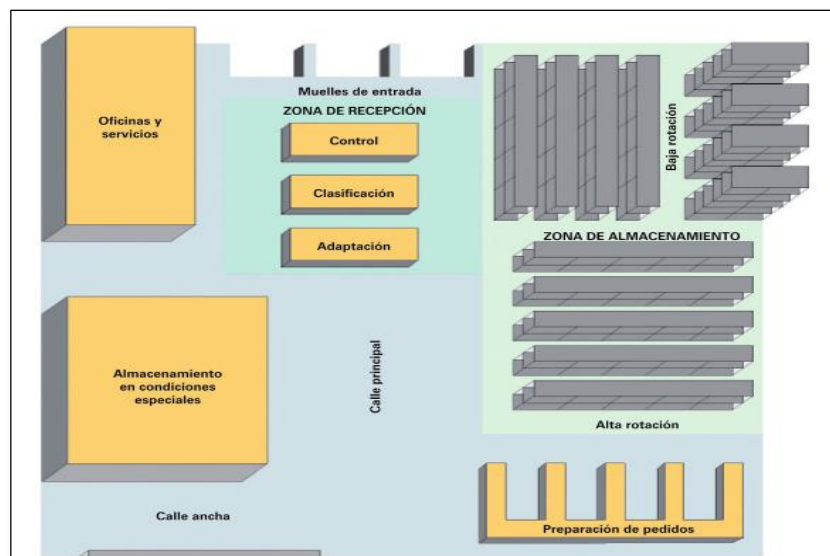 Oficinas y
servicios
Muelles de entrada
ZONA DE RECEPCIÓN
Control
Clasificación
Adaptación
Baja rotación
ZONA DE ALMACENAMIENTO
Alta rotación
Almacenamiento
en condiciones
especiales
Calle principal
Calle ancha
Preparación de pedidos